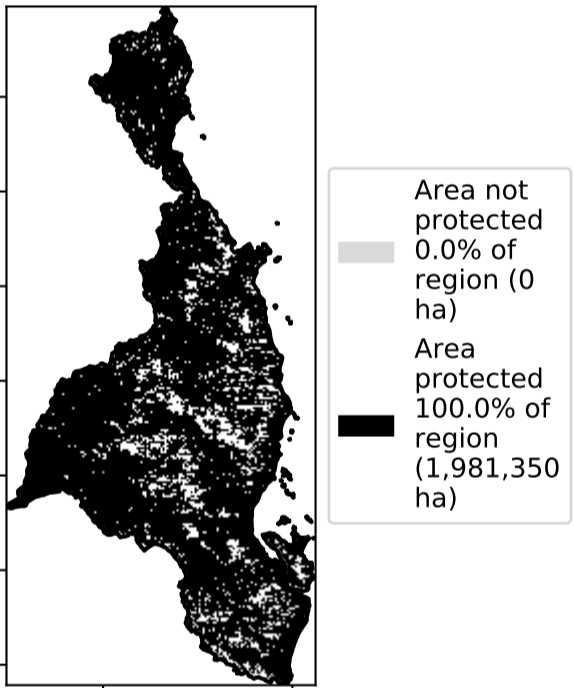 Area not
protected
0.0% of
region (0
ha)
Area
protected
100.0% of
region
(1,981,350
ha)